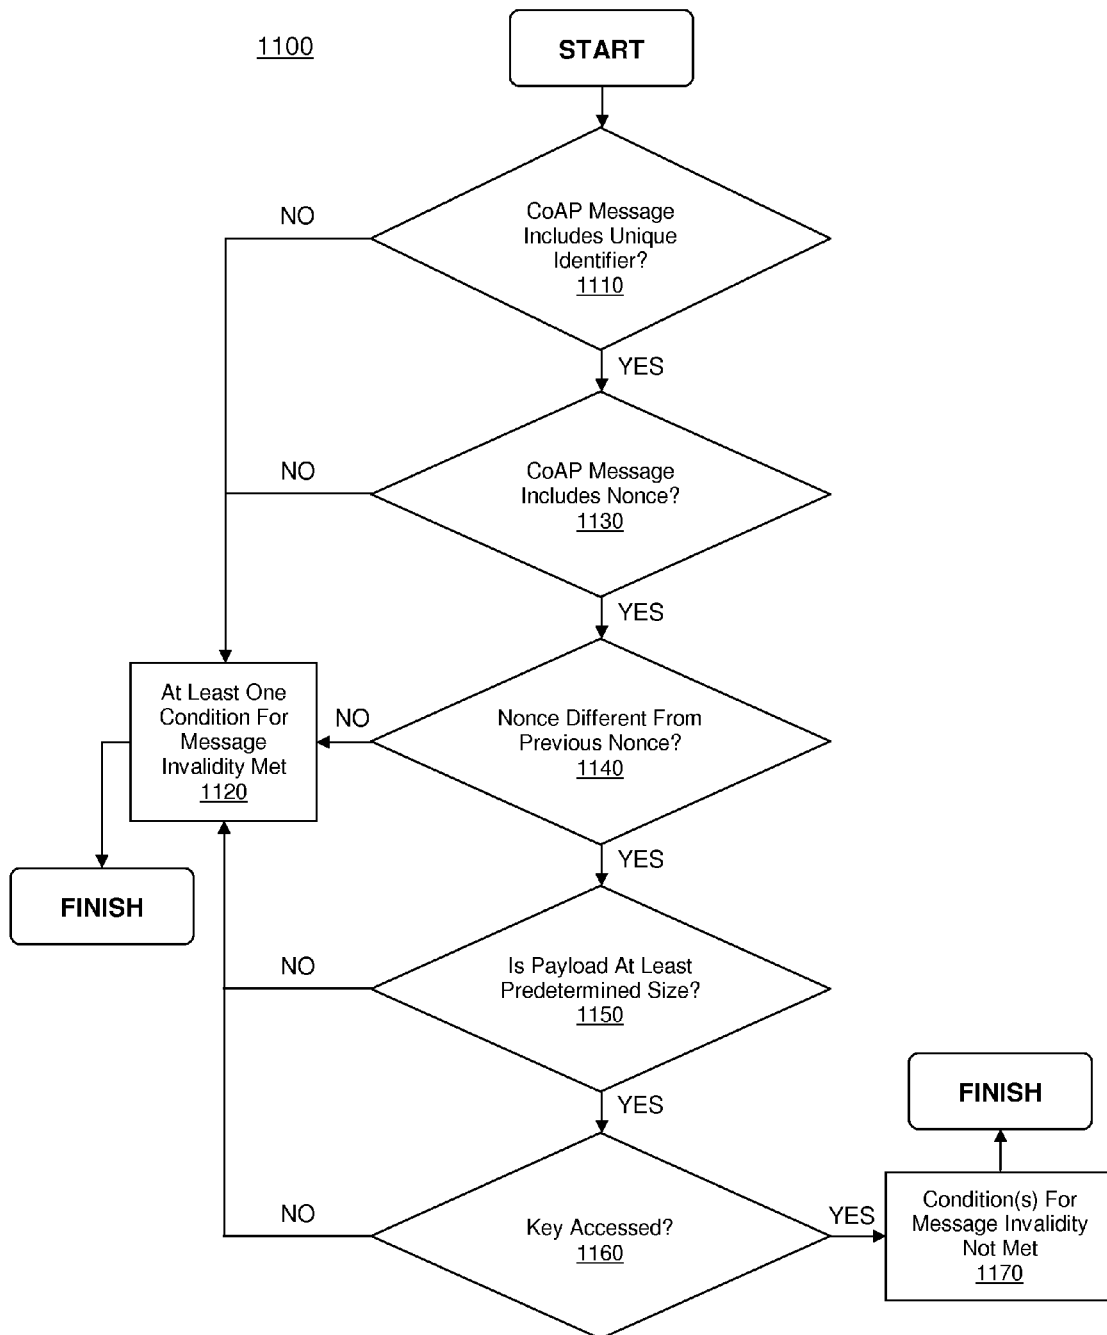 1100
START
NO
CoAP Message
Includes Unique
Identifier?
1110
YES
NO
CoAP Message
Includes Nonce?
1130
YES
At Least One
Condition For
Message
Invalidity Met
1120
NO
Nonce Different From
Previous Nonce?
1140
YES
FINISH
NO
Is Payload At Least
Predetermined Size?
1150
YES
FINISH
NO
Key Accessed?
1160
YES
Condition(s) For
Message Invalidity
Not Met
1170